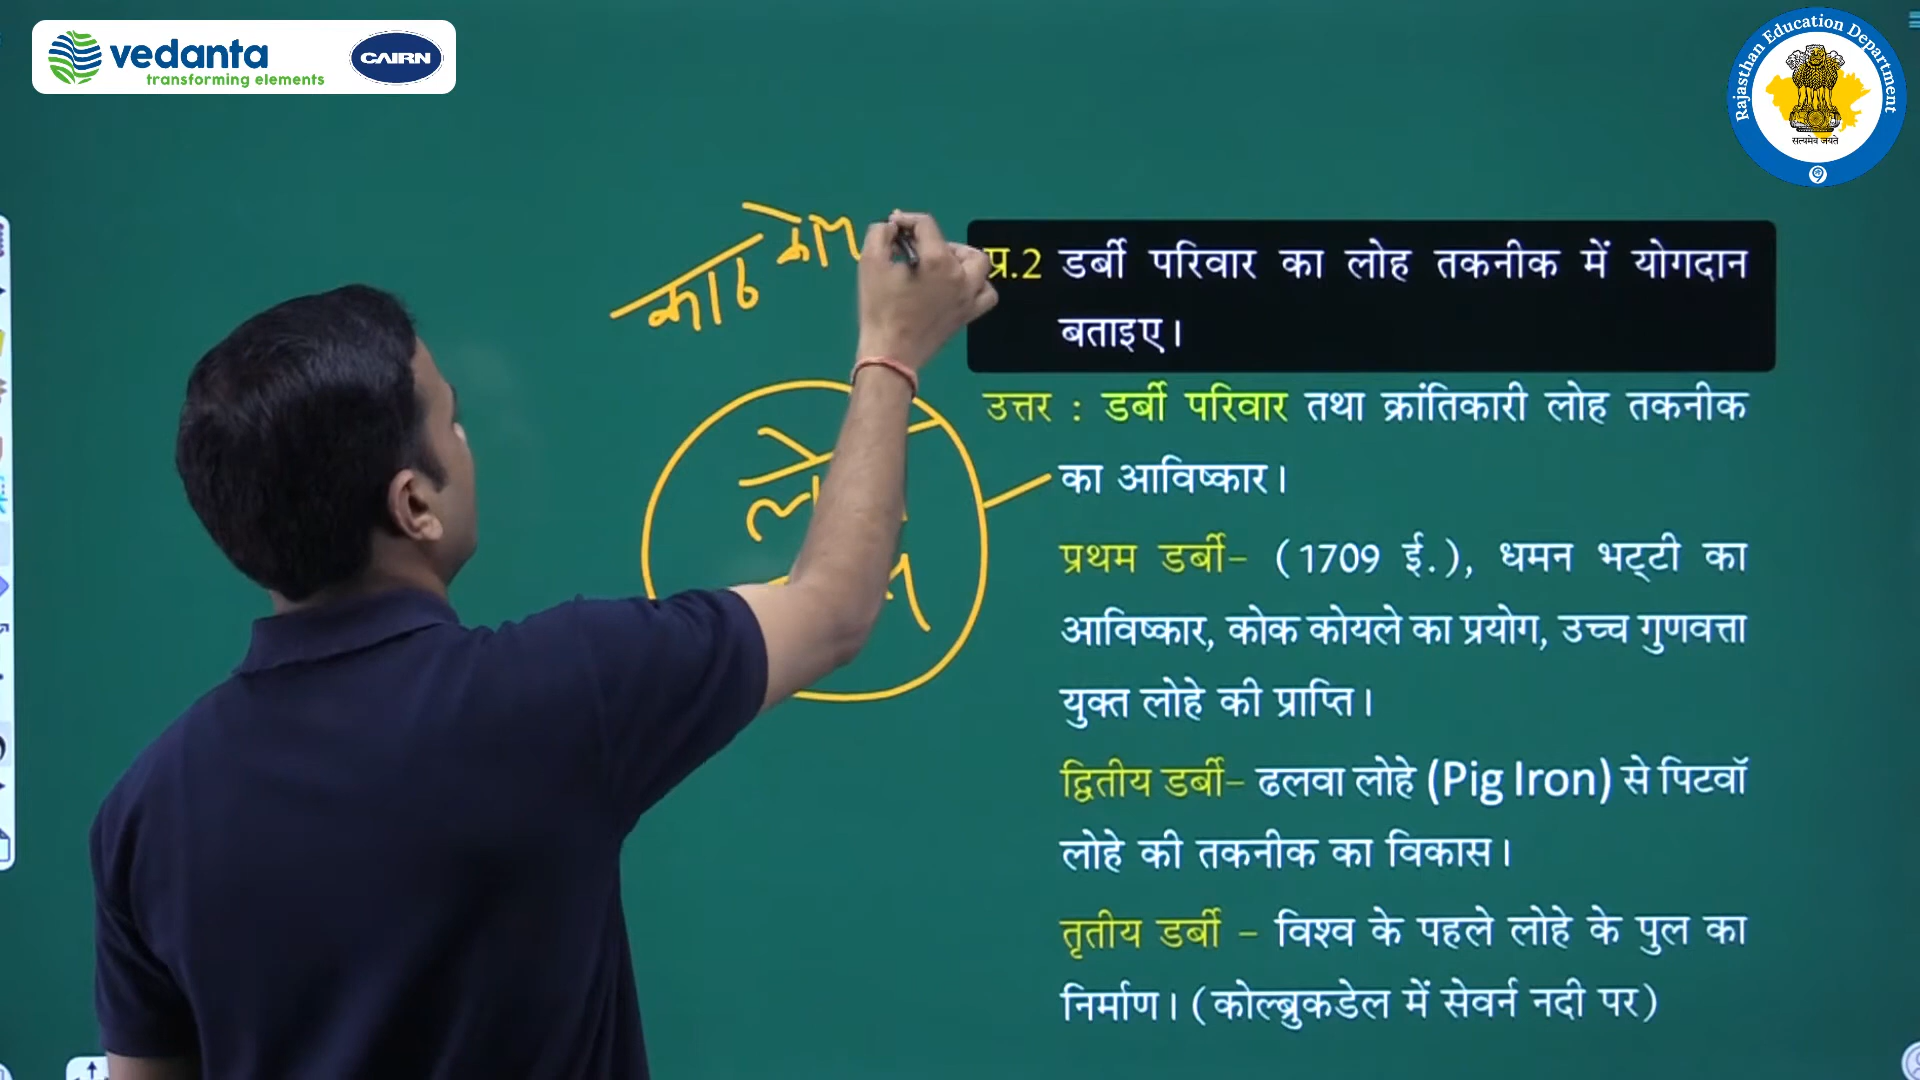 vedanta
transforming elements
CAIRN
Rajasthan Education Department
सत्यमेव जयते
प्र.2 डर्बी परिवार का लोह तकनीक में योगदान
बताइए।
उत्तर : डर्बी परिवार तथा क्रांतिकारी लोह तकनीक
का आविष्कार।
प्रथम डर्बी– (1709 ई.), धमन भट्टी का
आविष्कार, कोक कोयले का प्रयोग, उच्च गुणवत्ता
युक्त लोहे की प्राप्ति।
द्वितीय डर्बी– ढलवा लोहे (Pig Iron) से पिटवॉ
लोहे की तकनीक का विकास।
तृतीय डर्बी – विश्व के पहले लोहे के पुल का
निर्माण। (कोल्ब्रुकडेल में सेवर्न नदी पर)